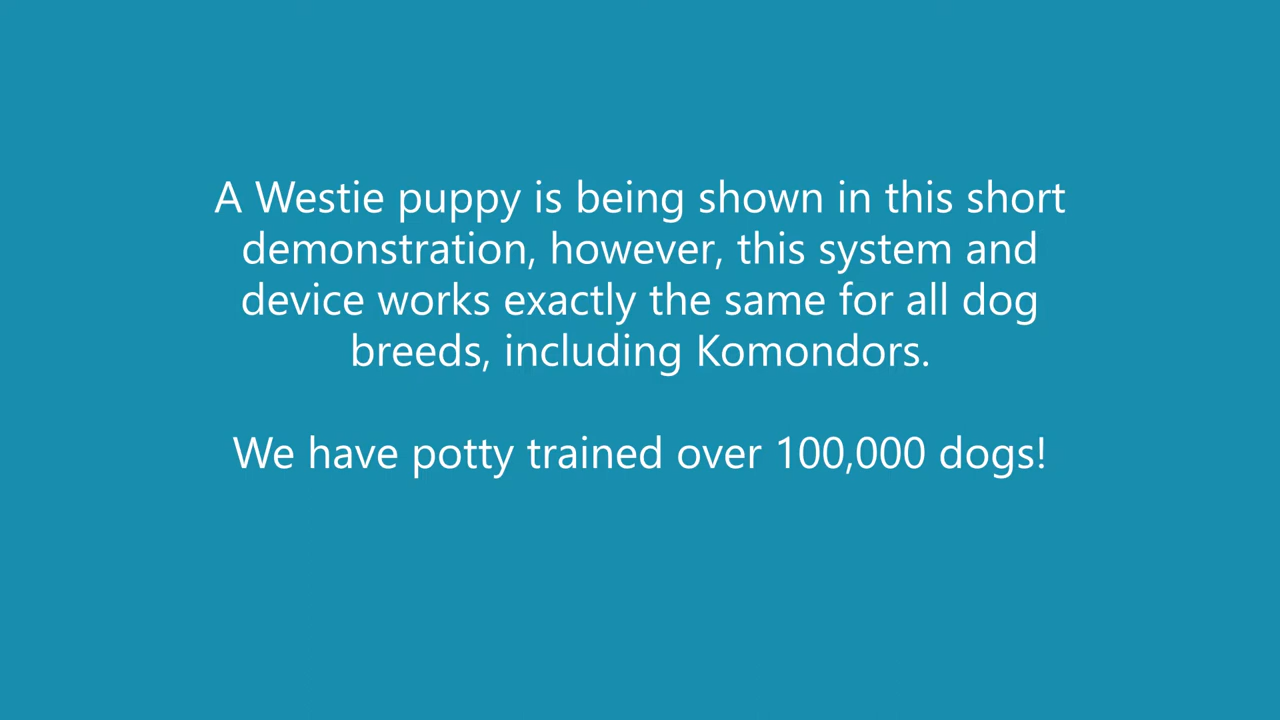 A Westie puppy is being shown in this short
demonstration, however, this system and
device works exactly the same for all dog
breeds, including Komondors.
We have potty trained over 100,000 dogs!